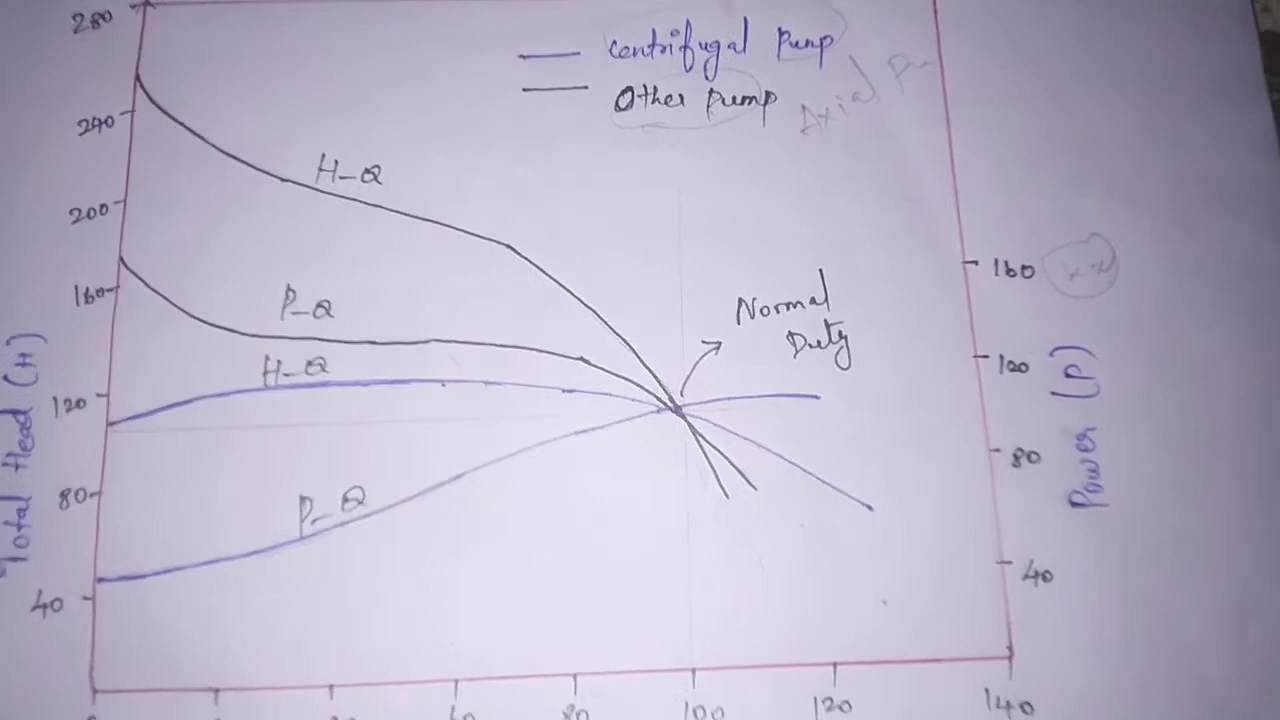 280
centrifugal Pump
Other pump
Axial
240
H-Q
200
160
160
P-Q
Normal
Duty
H-Q
120
120
Total Head (H)
Power (P)
80
80
P-Q
40
40
80
100
120
140